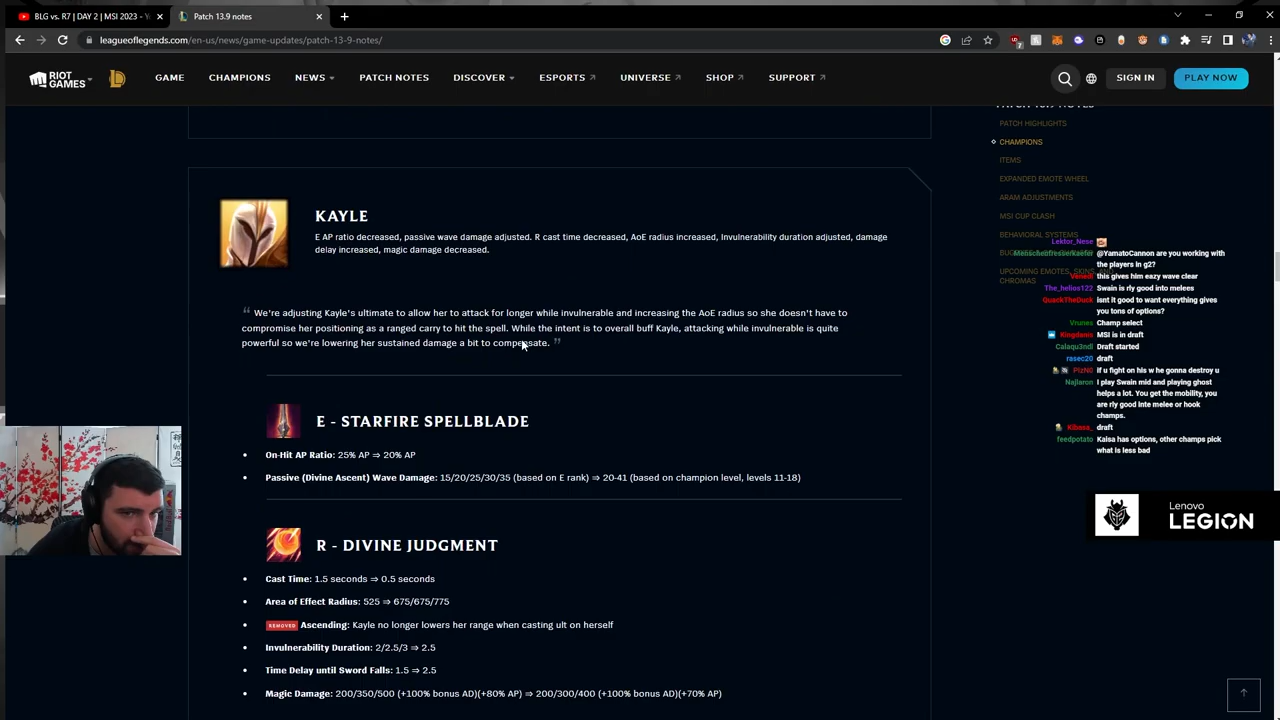 BLG vs. R7 | DAY 2 | MSI 2023 - Yo
Patch 13.9 notes
leagueoflegends.com/en-us/news/game-updates/patch-13-9-notes/
RIOT GAMES
GAME
CHAMPIONS
NEWS
PATCH NOTES
DISCOVER
ESPORTS
UNIVERSE
SHOP
SUPPORT
SIGN IN
PLAY NOW
PATCH HIGHLIGHTS
CHAMPIONS
ITEMS
EXPANDED EMOTE WHEEL
ARAM ADJUSTMENTS
MSI CUP CLASH
BEHAVIORAL SYSTEMS
UPCOMING EMOTES, SKINS, AND
CHROMAS
KAYLE
E AP ratio decreased, passive wave damage adjusted. R cast time decreased, AoE radius increased, Invulnerability duration adjusted, damage
delay increased, magic damage decreased.
“ We're adjusting Kayle's ultimate to allow her to attack for longer while invulnerable and increasing the AoE radius so she doesn't have to
compromise her positioning as an ranged carry to hit the spell. While the intent is to overall buff Kayle, attacking while invulnerable is quite
powerful so we're lowering her sustained damage a bit to compensate. ”
E - STARFIRE SPELLBLADE
• On-Hit AP Ratio: 25% AP ⇒ 20% AP
• Passive (Divine Ascent) Wave Damage: 15/20/25/30/35 (based on E rank) ⇒ 20-41 (based on champion level, levels 11-18)
R - DIVINE JUDGMENT
• Cast Time: 1.5 seconds ⇒ 0.5 seconds
• Area of Effect Radius: 525 ⇒ 675/675/775
• REMOVED Ascending: Kayle no longer lowers her range when casting ult on herself
• Invulnerability Duration: 2/2.5/3 ⇒ 2.5
• Time Delay until Sword Falls: 1.5 ⇒ 2.5
• Magic Damage: 200/350/500 (+100% bonus AD)(+80% AP) ⇒ 200/300/400 (+100% bonus AD)(+70% AP)
Lektor_Nese
@YamatoCannon are you working with
the players in g2?
Venedi this gives him eazy wave clear
The_helios122 Swain is rly good into melees
QuackTheDuck isnt it good to want everything gives
you tons of options?
Vrunes Champ select
Kingdanix MSI is in draft
Calaqu3ndi Draft started
rasec20 draft
PlzN8 If u fight on his w he gonna destroy u
Najlaron I play Swain mid and playing ghost
helps a lot. You get the mobility, you
are rly good inte melee or hook
champs.
Kibasa_ draft
feedpotato Kaisa has options, other champs pick
what is less bad
Lenovo
LEGION